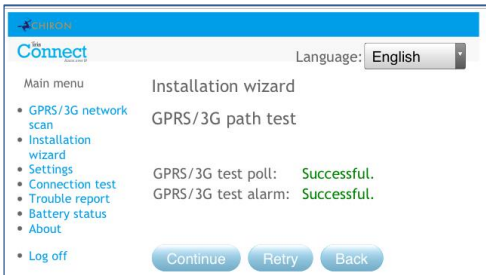 CHIRON
Iris
Connect
Language: English
Main menu
GPRS/3G network
scan
Installation
wizard
Settings
Connection test
Trouble report
Battery status
About
Log off
Installation wizard
GPRS/3G path test
GPRS/3G test poll: Successful.
GPRS/3G test alarm: Successful.
Continue Retry Back